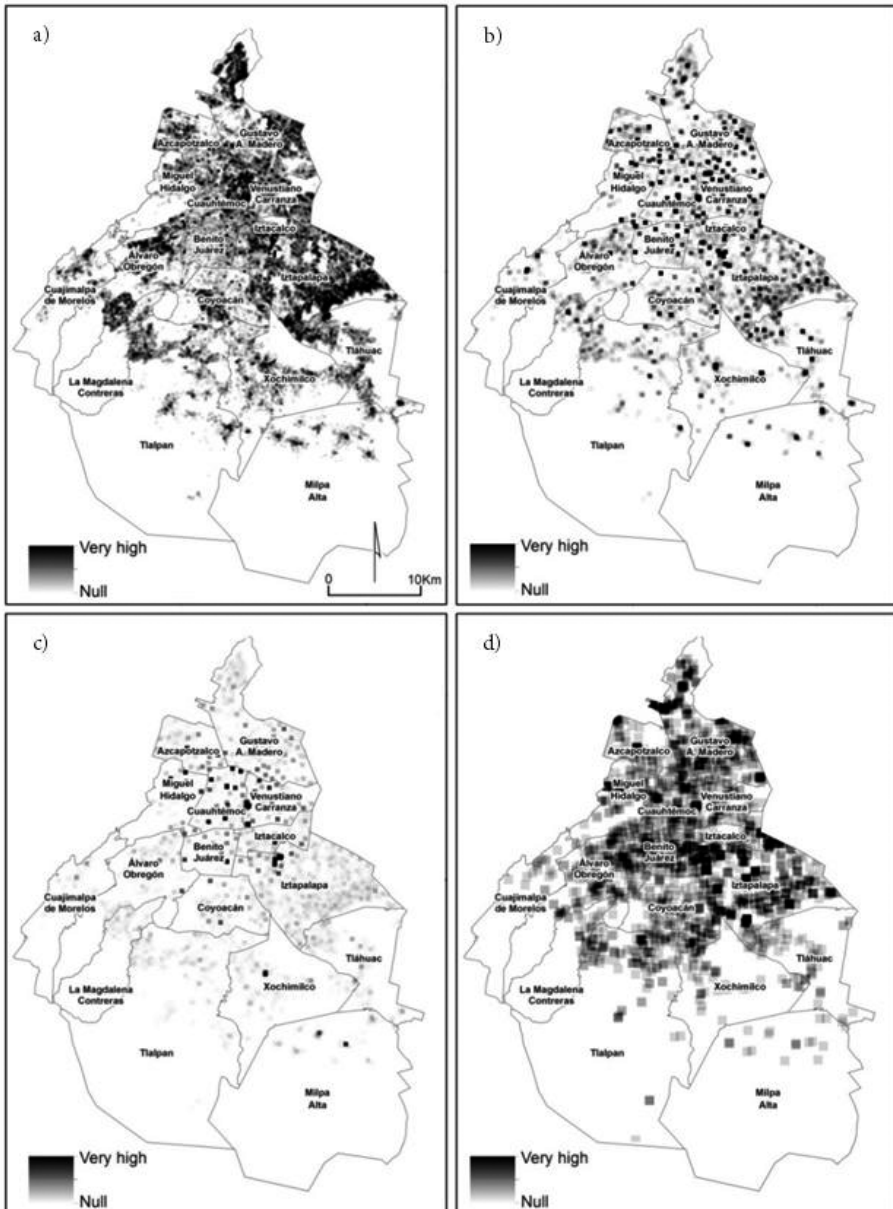 a)
Gustavo
A. Madero
Azcapotzalco
Miguel
Hidalgo
Venustiano
Carranza
Cuauhtémoc
Iztacalco
Benito
Juárez
Álvaro
Obregón
Iztapalapa
Cuajimalpa
de Morelos
Coyoacán
Tláhuac
Xochimilco
La Magdalena
Contreras
Tlalpan
Milpa
Alta
Very high
Null
0 10Km
b)
Gustavo
A. Madero
Azcapotzalco
Miguel
Hidalgo
Venustiano
Carranza
Cuauhtémoc
Iztacalco
Benito
Juárez
Álvaro
Obregón
Iztapalapa
Cuajimalpa
de Morelos
Coyoacán
Tláhuac
Xochimilco
La Magdalena
Contreras
Tlalpan
Milpa
Alta
Very high
Null
c)
Gustavo
A. Madero
Azcapotzalco
Miguel
Hidalgo
Venustiano
Carranza
Cuauhtémoc
Iztacalco
Benito
Juárez
Álvaro
Obregón
Iztapalapa
Cuajimalpa
de Morelos
Coyoacán
Tláhuac
Xochimilco
La Magdalena
Contreras
Tlalpan
Milpa
Alta
Very high
Null
d)
Gustavo
A. Madero
Azcapotzalco
Miguel
Hidalgo
Venustiano
Carranza
Cuauhtémoc
Iztacalco
Benito
Juárez
Álvaro
Obregón
Iztapalapa
Cuajimalpa
de Morelos
Coyoacán
Tláhuac
Xochimilco
La Magdalena
Contreras
Tlalpan
Milpa
Alta
Very high
Null